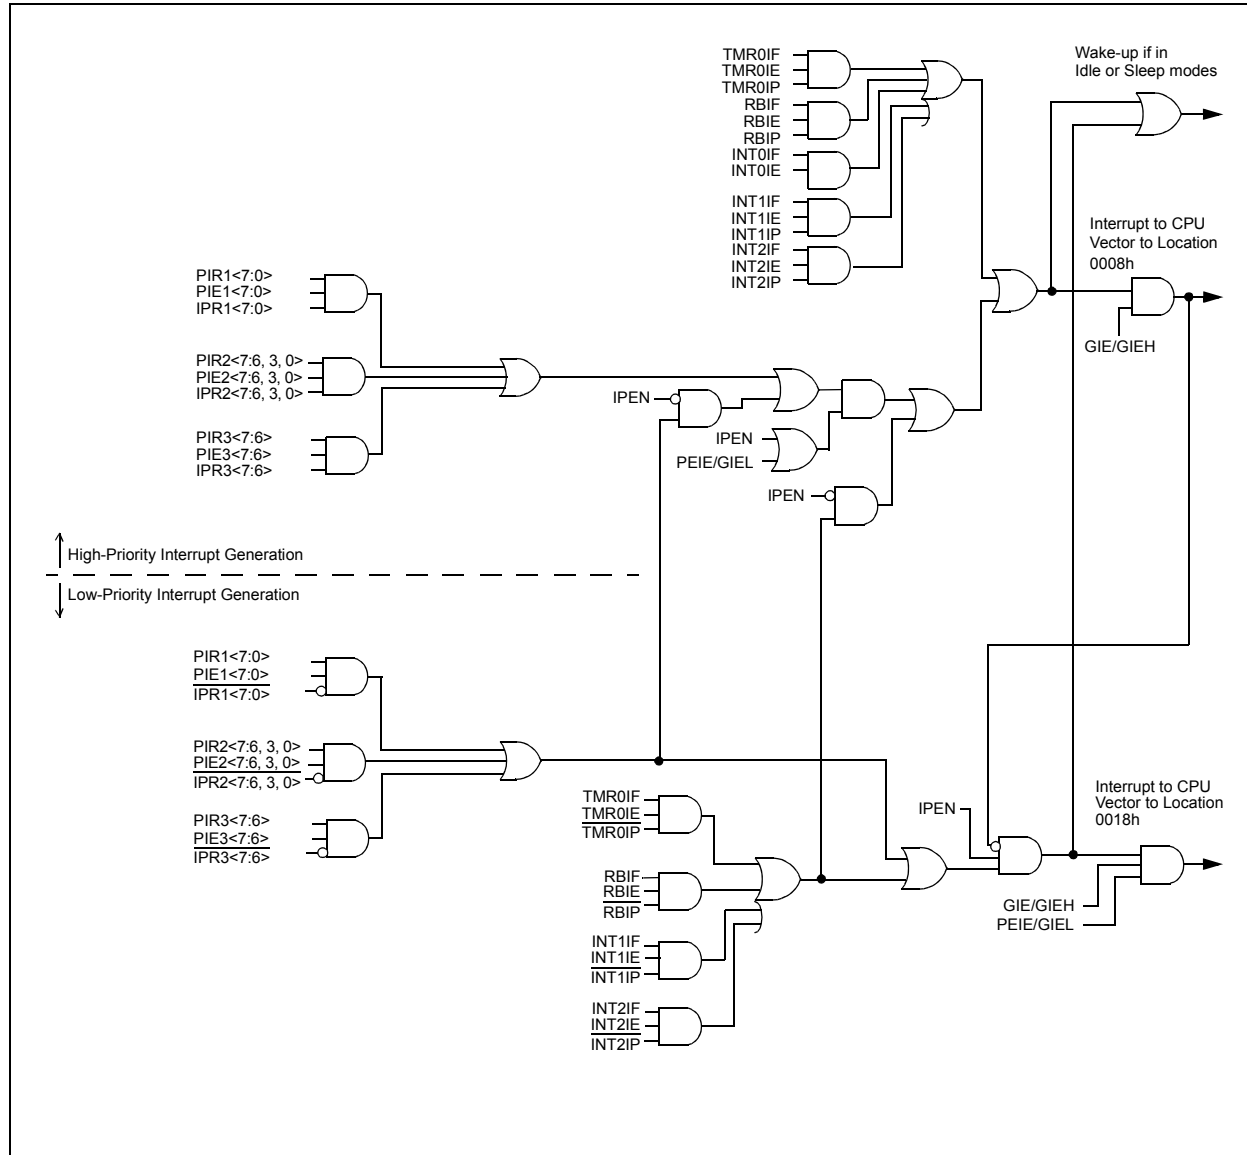 TMR0IF
TMR0IE
TMR0IP
RBIF
RBIE
RBIP
INT0IF
INT0IE
INT1IF
INT1IE
INT1IP
INT2IF
INT2IE
INT2IP
Wake-up if in
Idle or Sleep modes
Interrupt to CPU
Vector to Location
0008h
GIE/GIEH
PIR1<7:0>
PIE1<7:0>
IPR1<7:0>
PIR2<7:6, 3, 0>
PIE2<7:6, 3, 0>
IPR2<7:6, 3, 0>
PIR3<7:6>
PIE3<7:6>
IPR3<7:6>
IPEN
IPEN
PEIE/GIEL
IPEN
High-Priority Interrupt Generation
Low-Priority Interrupt Generation
PIR1<7:0>
PIE1<7:0>
IPR1<7:0>
PIR2<7:6, 3, 0>
PIE2<7:6, 3, 0>
IPR2<7:6, 3, 0>
PIR3<7:6>
PIE3<7:6>
IPR3<7:6>
TMR0IF
TMR0IE
TMR0IP
RBIF
RBIE
RBIP
INT1IF
INT1IE
INT1IP
INT2IF
INT2IE
INT2IP
IPEN
Interrupt to CPU
Vector to Location
0018h
GIE/GIEH
PEIE/GIEL